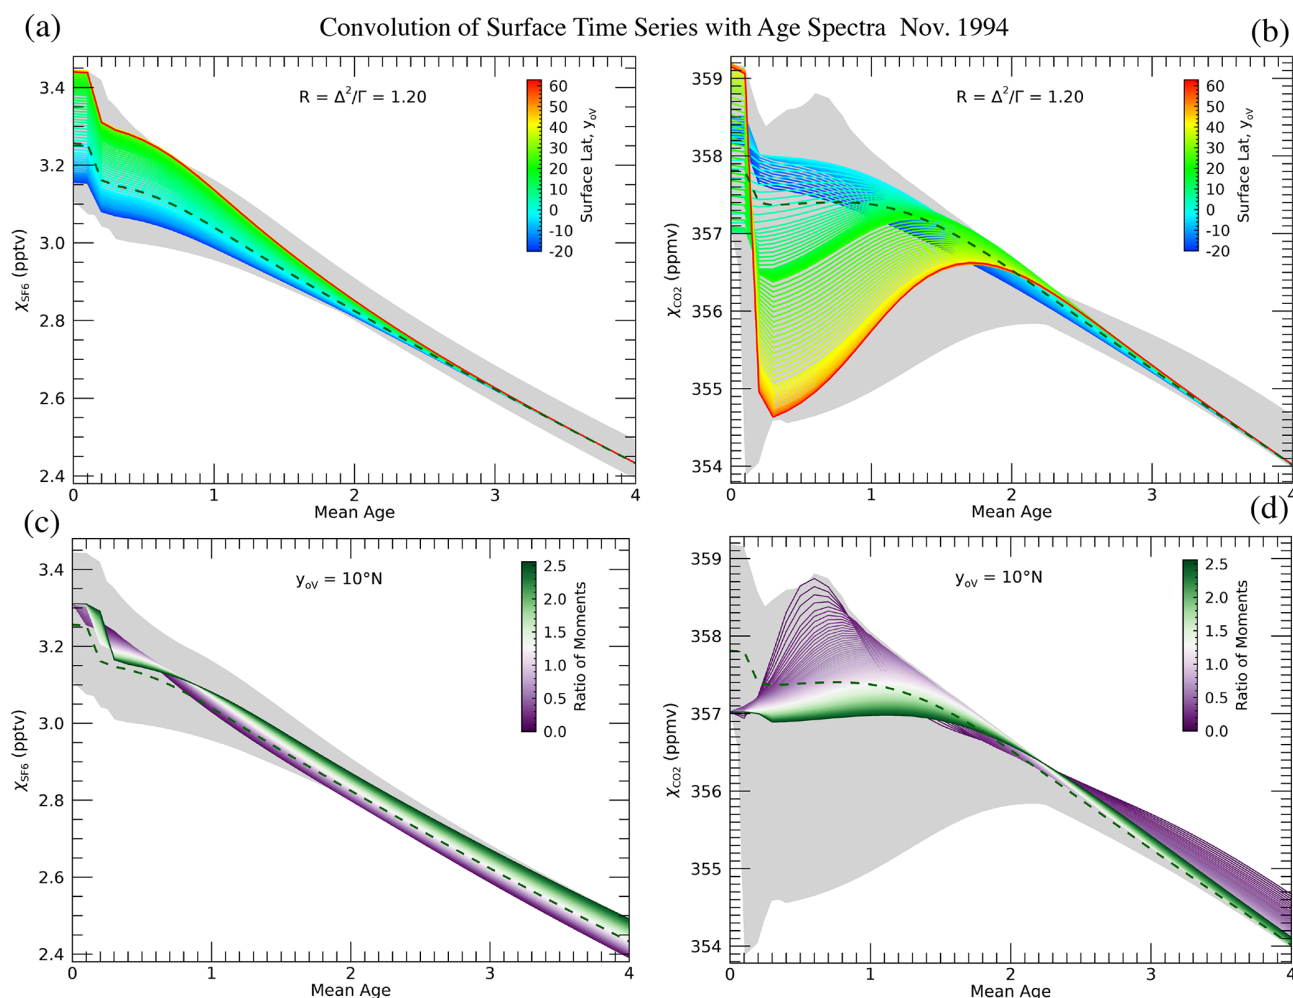 (a)
Convolution of Surface Time Series with Age Spectra Nov. 1994
(b)
R = Δ²/Γ = 1.20
3.4
3.2
3.0
2.8
2.6
2.4
χSF6 (pptv)
0 1 2 3 4
Mean Age
60
50
40
30
20
10
0
-10
-20
Surface Lat, yoV
R = Δ²/Γ = 1.20
359
358
357
356
355
354
χCO2 (ppmv)
0 1 2 3 4
Mean Age
60
50
40
30
20
10
0
-10
-20
Surface Lat, yoV
(c)
(d)
yoV = 10°N
3.4
3.2
3.0
2.8
2.6
2.4
χSF6 (pptv)
0 1 2 3 4
Mean Age
2.5
2.0
1.5
1.0
0.5
0.0
Ratio of Moments
yoV = 10°N
359
358
357
356
355
354
χCO2 (ppmv)
0 1 2 3 4
Mean Age
2.5
2.0
1.5
1.0
0.5
0.0
Ratio of Moments